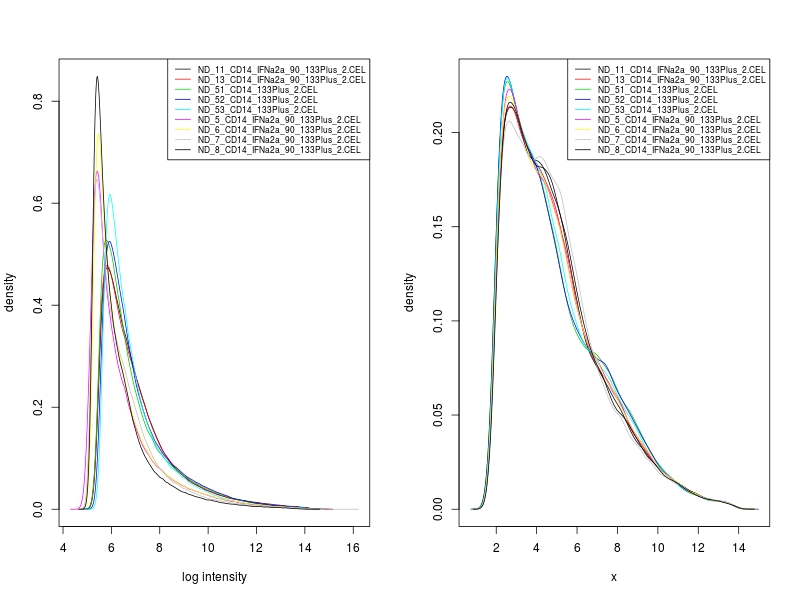 ND_11_CD14_IFNa2a_90_133Plus_2.CEL
ND_13_CD14_IFNa2a_90_133Plus_2.CEL
ND_51_CD14_133Plus_2.CEL
ND_52_CD14_133Plus_2.CEL
ND_53_CD14_133Plus_2.CEL
ND_5_CD14_IFNa2a_90_133Plus_2.CEL
ND_6_CD14_IFNa2a_90_133Plus_2.CEL
ND_7_CD14_IFNa2a_90_133Plus_2.CEL
ND_8_CD14_IFNa2a_90_133Plus_2.CEL
density
0.8
0.6
0.4
0.2
0.0
4 6 8 10 12 14 16
log intensity
ND_11_CD14_IFNa2a_90_133Plus_2.CEL
ND_13_CD14_IFNa2a_90_133Plus_2.CEL
ND_51_CD14_133Plus_2.CEL
ND_52_CD14_133Plus_2.CEL
ND_53_CD14_133Plus_2.CEL
ND_5_CD14_IFNa2a_90_133Plus_2.CEL
ND_6_CD14_IFNa2a_90_133Plus_2.CEL
ND_7_CD14_IFNa2a_90_133Plus_2.CEL
ND_8_CD14_IFNa2a_90_133Plus_2.CEL
density
0.20
0.15
0.10
0.05
0.00
2 4 6 8 10 12 14
x